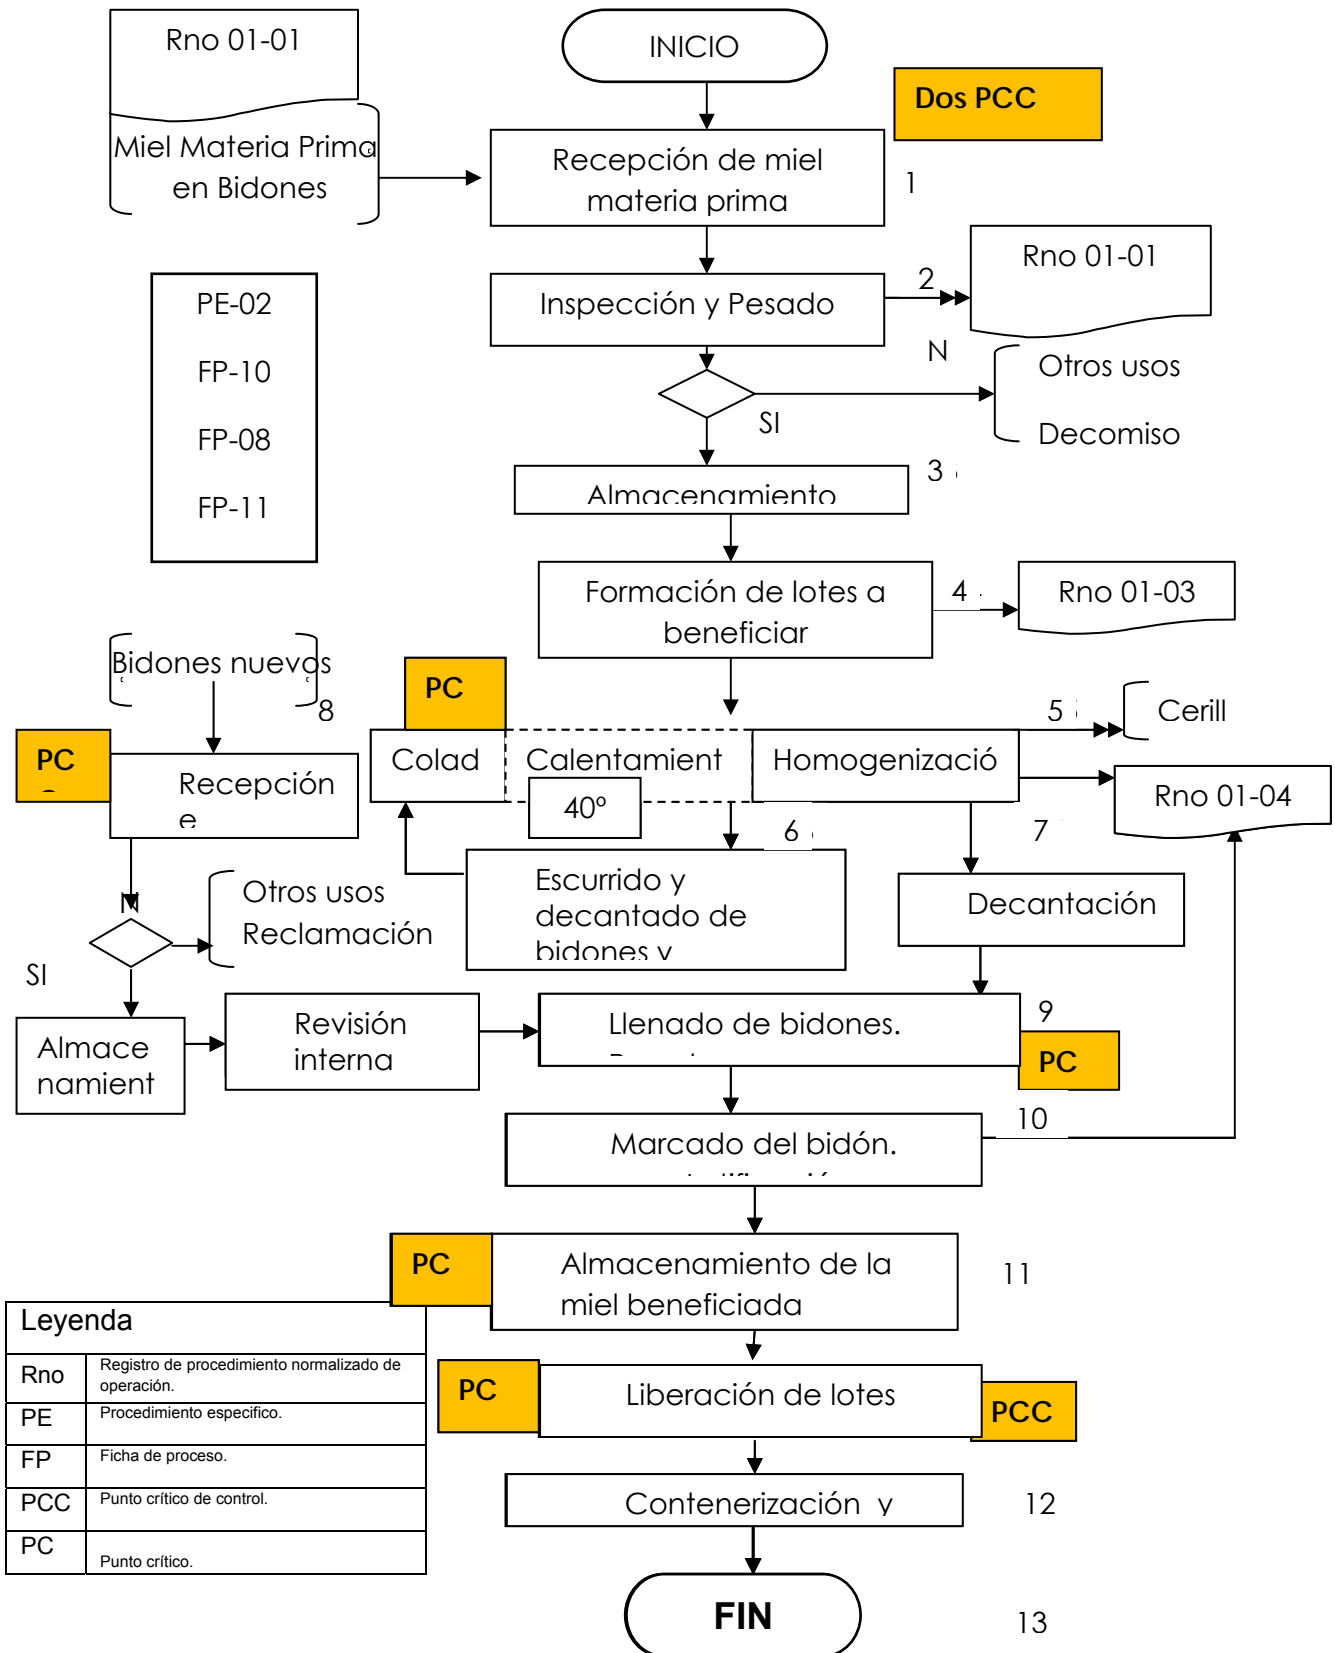 Rno 01-01
INICIO
Dos PCC
Miel Materia Prima
en Bidones
Recepción de miel
materia prima
1
PE-02
FP-10
FP-08
FP-11
Inspección y Pesado
2
Rno 01-01
N
Otros usos
Decomiso
SI
3
Almacenamiento
Formación de lotes a
beneficiar
4
Rno 01-03
Bidones nuevos
8
PC
Recepción
e
PC
Colad
Calentamient
40º
Homogenizació
5
Cerill
Rno 01-04
6
7
Escurrido y
decantado de
bidones y
Decantación
N
Otros usos
Reclamación
SI
Almace
namient
Revisión
interna
Llenado de bidones.
9
PC
10
Marcado del bidón.
PC
Almacenamiento de la
miel beneficiada
11
PC
Liberación de lotes
PCC
Contenerización y
12
FIN
13
Leyenda
Rno Registro de procedimiento normalizado de
operación.
PE Procedimiento especifico.
FP Ficha de proceso.
PCC Punto crítico de control.
PC Punto crítico.